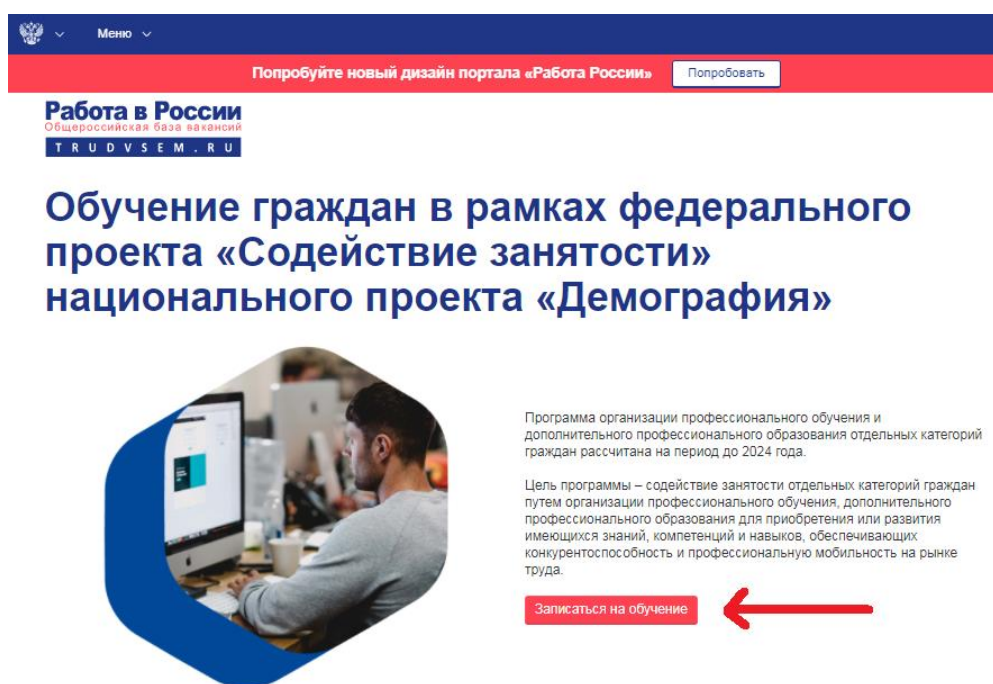 Меню
Попробуйте новый дизайн портала «Работа России» Попробовать
Работа в России
Общероссийская база вакансий
TRUDVSEM.RU
Обучение граждан в рамках федерального
проекта «Содействие занятости»
национального проекта «Демография»
Программа организации профессионального обучения и
дополнительного профессионального образования отдельных категорий
граждан рассчитана на период до 2024 года.
Цель программы – содействие занятости отдельных категорий граждан
путем организации профессионального обучения, дополнительного
профессионального образования для приобретения или развития
имеющихся знаний, компетенций и навыков, обеспечивающих
конкурентоспособность и профессиональную мобильность на рынке
труда.
Записаться на обучение